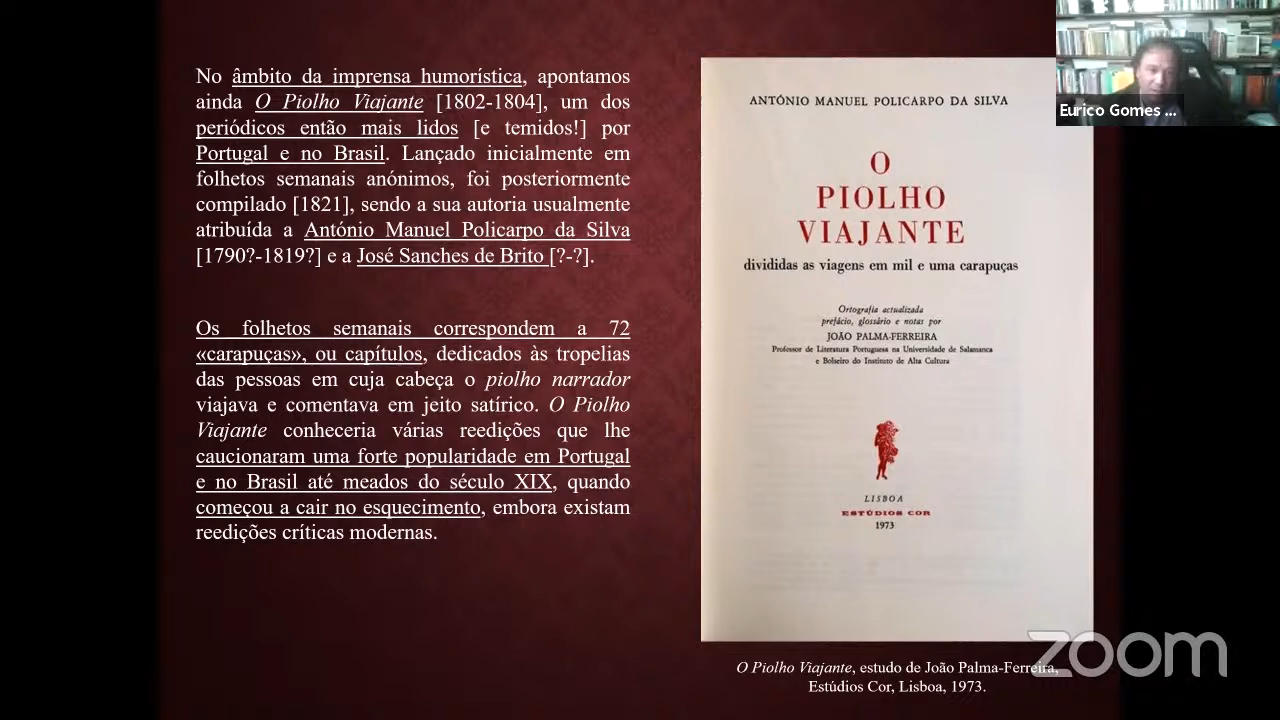 No âmbito da imprensa humorística, apontamos
ainda O Piolho Viajante [1802-1804], um dos
periódicos então mais lidos [e temidos!] por
Portugal e no Brasil. Lançado inicialmente em
folhetos semanais anónimos, foi posteriormente
compilado [1821], sendo a sua autoria usualmente
atribuída a António Manuel Policarpo da Silva
[1790?-1819?] e a José Sanches de Brito [?-?].
Os folhetos semanais correspondem a 72
«carapuças», ou capítulos, dedicados às tropelias
das pessoas em cuja cabeça o piolho narrador
viajava e comentava em jeito satírico. O Piolho
Viajante conheceria várias reedições que lhe
caucionaram uma forte popularidade em Portugal
e no Brasil até meados do século XIX, quando
começou a cair no esquecimento, embora existam
reedições críticas modernas.
ANTÓNIO MANUEL POLICARPO DA SILVA
O
PIOLHO
VIAJANTE
divididas as viagens em mil e uma carapuças
Ortografia actualizada
prefácio, glossário e notas por
JOÃO PALMA-FERREIRA
Professor de Literatura Portuguesa na Universidade de Salamanca
e Bolseiro do Instituto de Alta Cultura
LISBOA
ESTÚDIOS COR
1973
O Piolho Viajante, estudo de João Palma-Ferreira,
Estúdios Cor, Lisboa, 1973.
Eurico Gomes ...
zoom